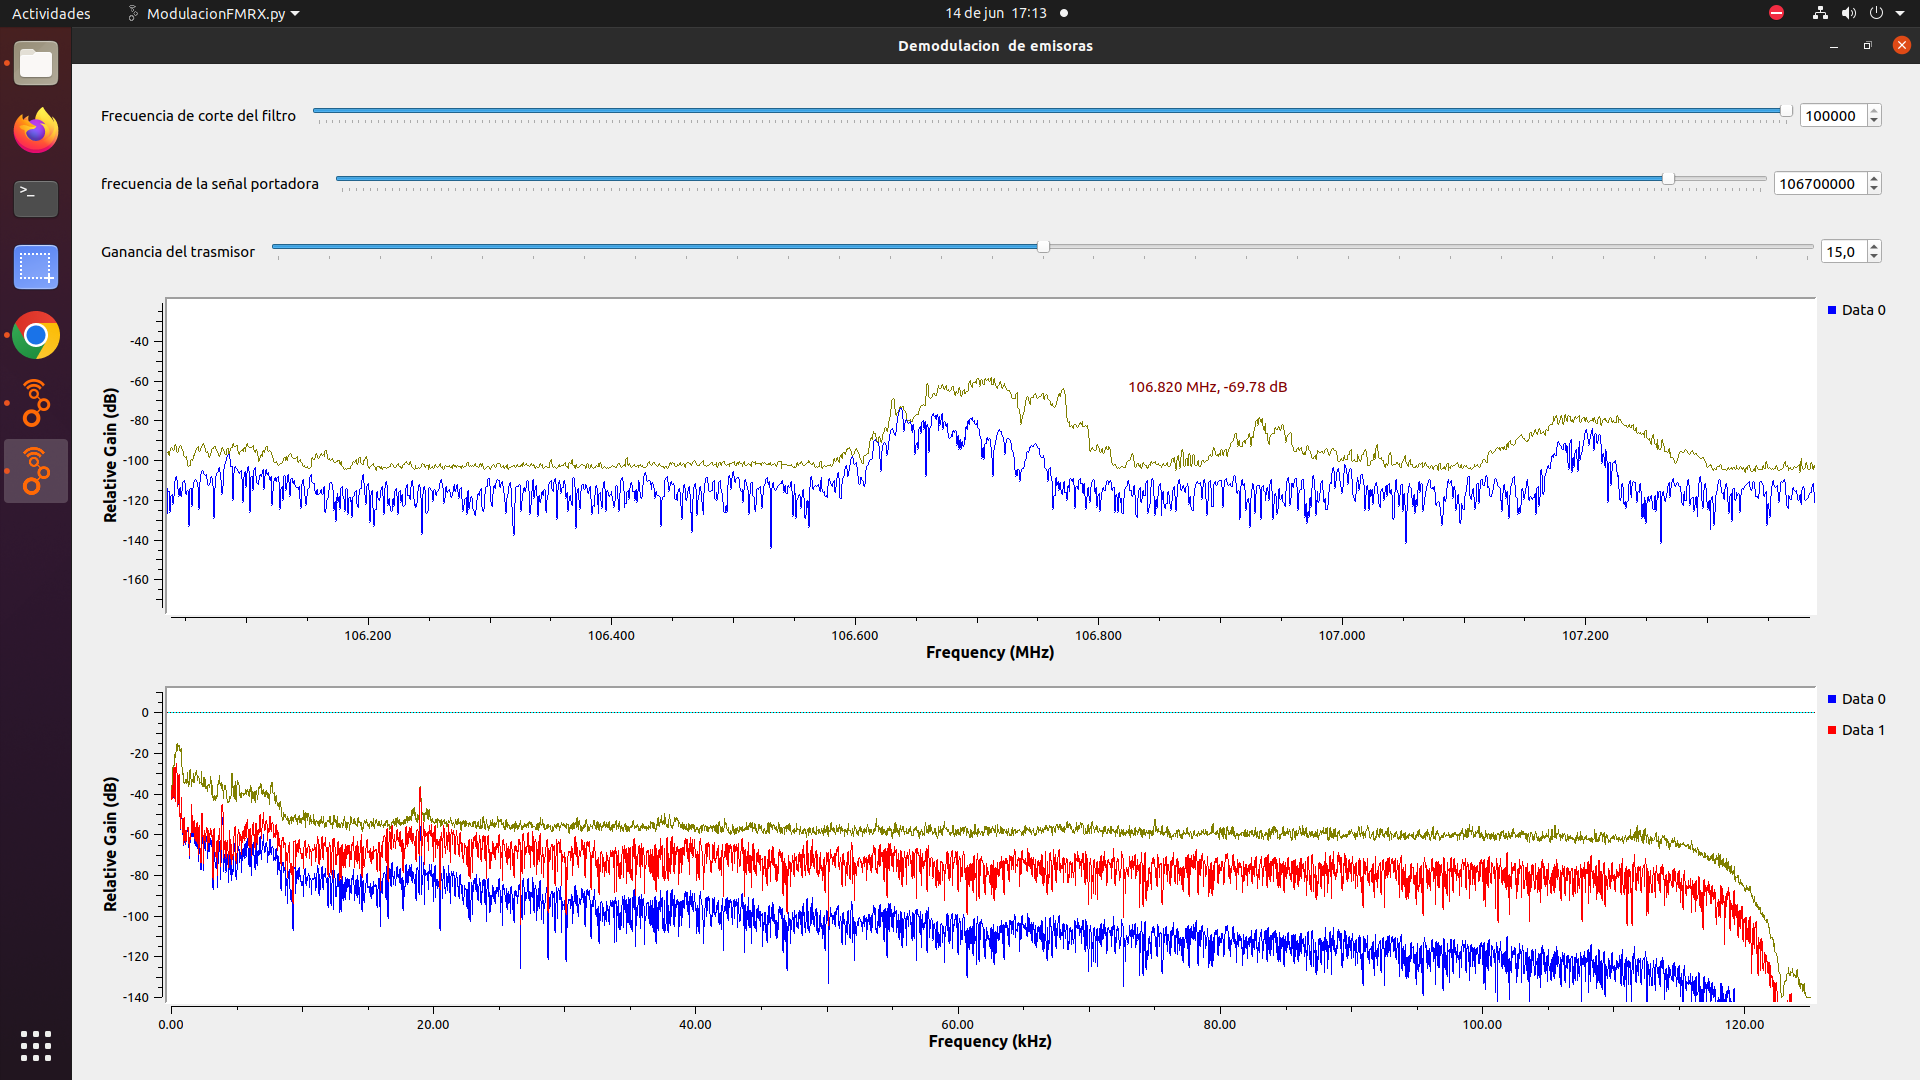 Actividades ModulacionFMRX.py 14 de jun 17:13
Demodulacion de emisoras
Frecuencia de corte del filtro 100000
frecuencia de la señal portadora 106700000
Ganancia del trasmisor 15,0
Data 0
106.820 MHz, -69.78 dB
Relative Gain (dB)
-40
-60
-80
-100
-120
-140
-160
106.200 106.400 106.600 106.800 107.000 107.200
Frequency (MHz)
Data 0
Data 1
Relative Gain (dB)
0
-20
-40
-60
-80
-100
-120
-140
0.00 20.00 40.00 60.00 80.00 100.00 120.00
Frequency (kHz)